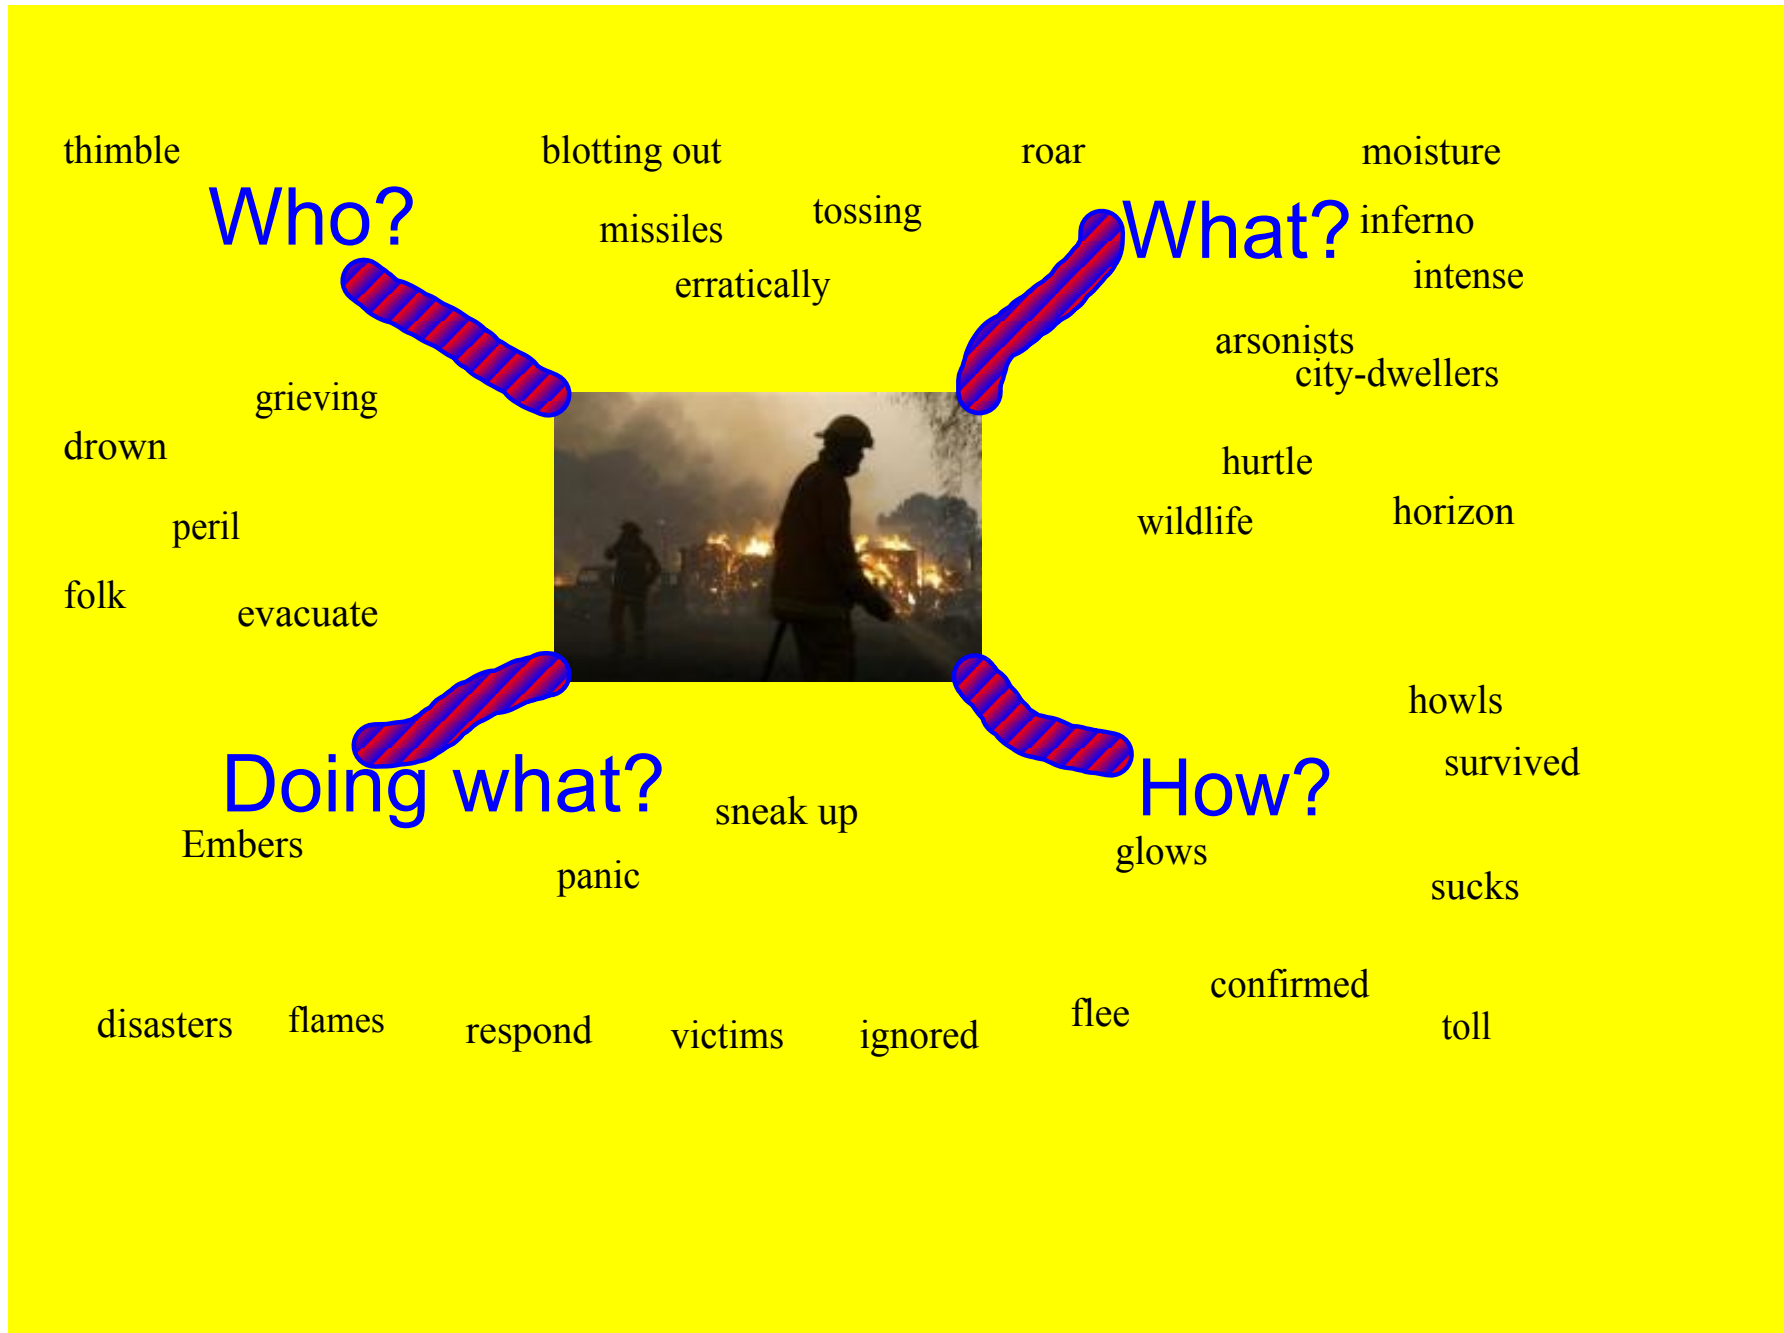 thimble
blotting out
roar
moisture
Who?
missiles
tossing
What?
inferno
erratically
intense
arsonists
city-dwellers
grieving
drown
hurtle
peril
wildlife
horizon
folk
evacuate
howls
Doing what?
survived
sneak up
How?
Embers
glows
panic
sucks
confirmed
disasters
flames
respond
victims
ignored
flee
toll